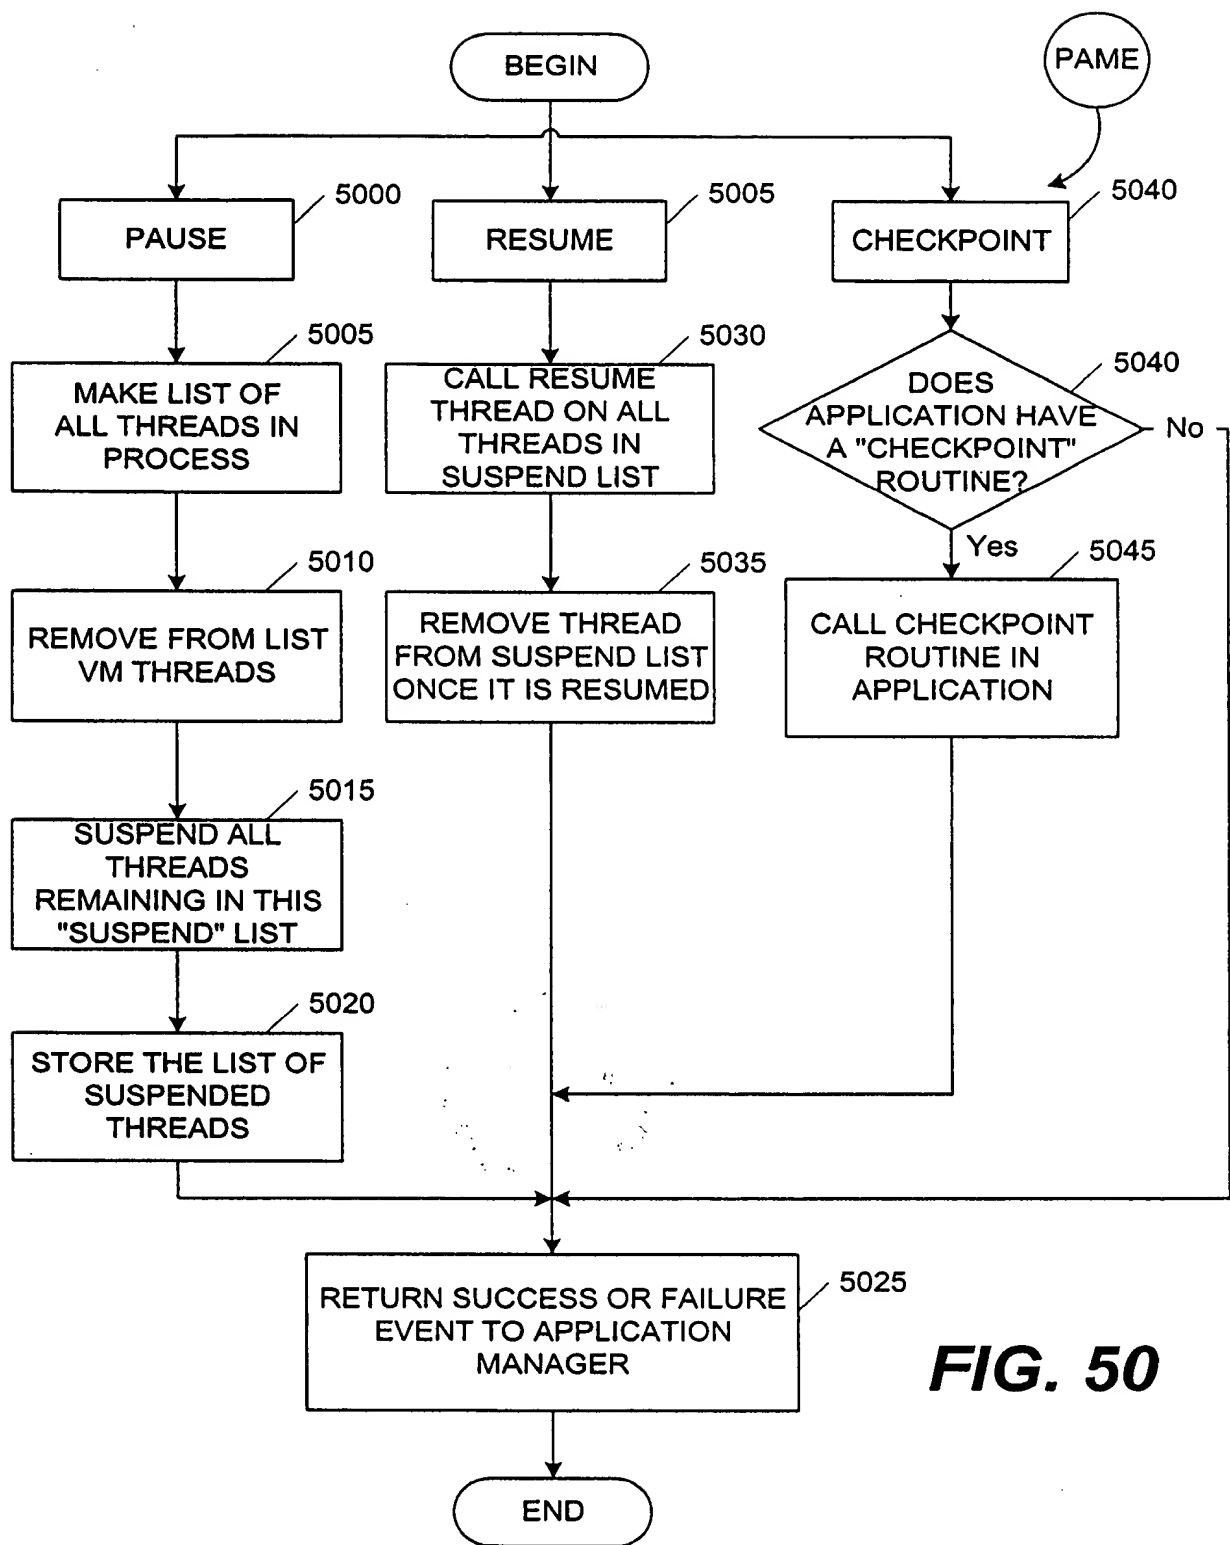 BEGIN
PAME
5000
PAUSE
5005
RESUME
5040
CHECKPOINT
5005
MAKE LIST OF
ALL THREADS IN
PROCESS
5030
CALL RESUME
THREAD ON ALL
THREADS IN
SUSPEND LIST
5040
DOES
APPLICATION HAVE
A "CHECKPOINT"
ROUTINE?
No
Yes
5010
REMOVE FROM LIST
VM THREADS
5035
REMOVE THREAD
FROM SUSPEND LIST
ONCE IT IS RESUMED
5045
CALL CHECKPOINT
ROUTINE IN
APPLICATION
5015
SUSPEND ALL
THREADS
REMAINING IN THIS
"SUSPEND" LIST
5020
STORE THE LIST OF
SUSPENDED
THREADS
5025
RETURN SUCCESS OR FAILURE
EVENT TO APPLICATION
MANAGER
FIG. 50
END